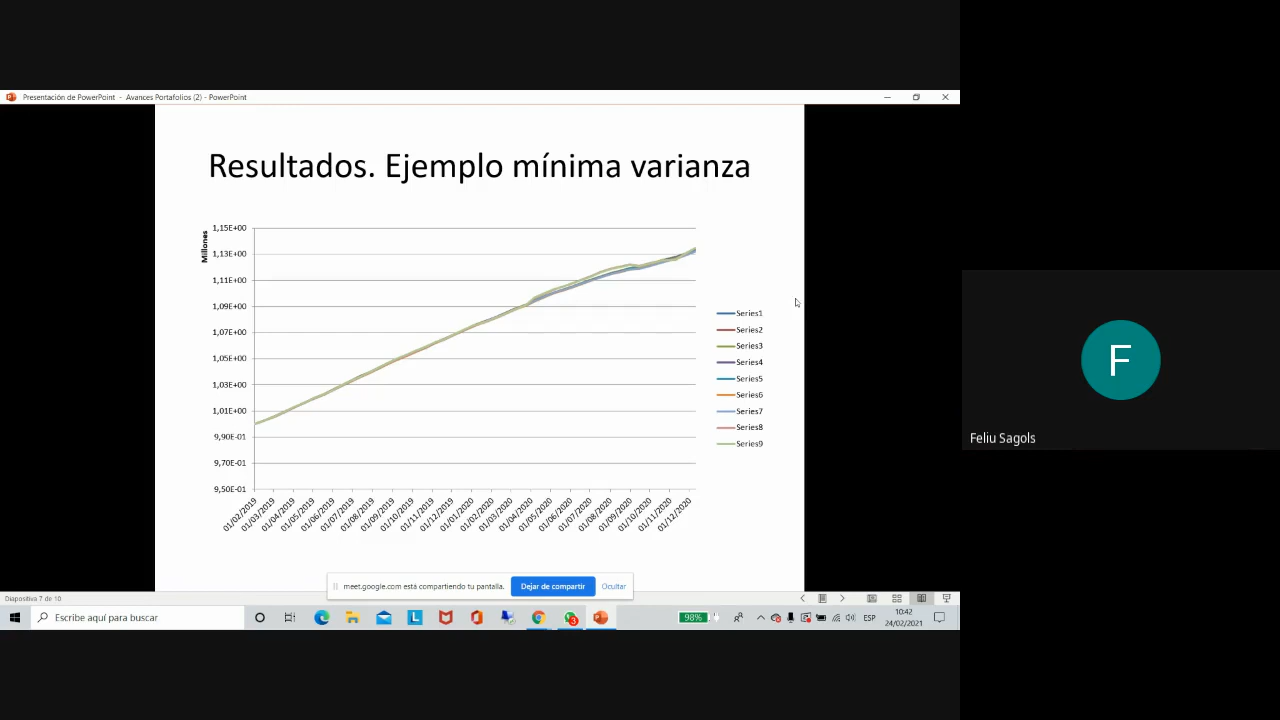 Presentación de PowerPoint - Avances Portafolios (2) - PowerPoint
Resultados. Ejemplo mínima varianza
Millones
1,15E+00
1,13E+00
1,11E+00
1,09E+00
1,07E+00
1,05E+00
1,03E+00
1,01E+00
9,90E-01
9,70E-01
9,50E-01
01/02/2019
01/03/2019
01/04/2019
01/05/2019
01/06/2019
01/07/2019
01/08/2019
01/09/2019
01/10/2019
01/11/2019
01/12/2019
01/01/2020
01/02/2020
01/03/2020
01/04/2020
01/05/2020
01/06/2020
01/07/2020
01/08/2020
01/09/2020
01/10/2020
01/11/2020
01/12/2020
Series1
Series2
Series3
Series4
Series5
Series6
Series7
Series8
Series9
F
Feliu Sagols
meet.google.com está compartiendo tu pantalla.
Dejar de compartir
Ocultar
Diapositiva 7 de 10
Escribe aquí para buscar
L
3
98%
ESP
10:42
24/02/2021